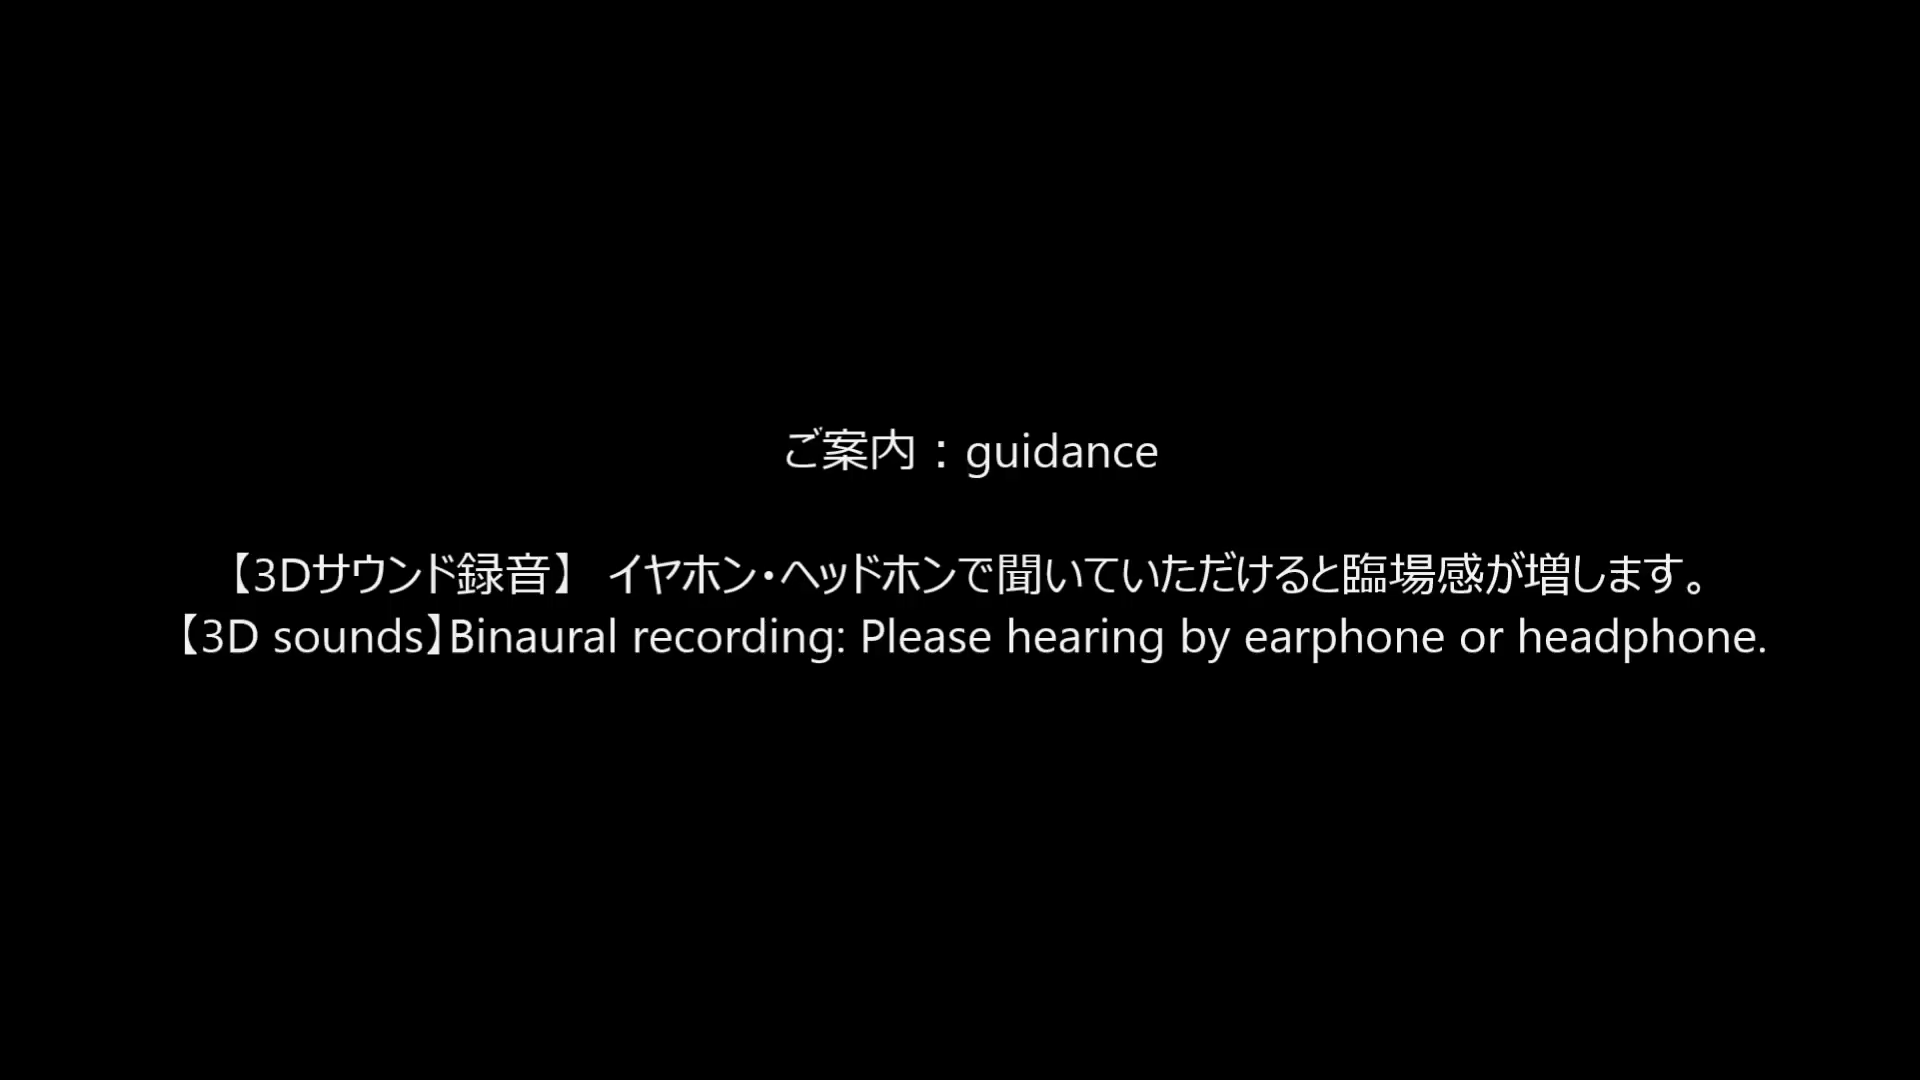 ご案内：guidance
【3Dサウンド録音】 イヤホン・ヘッドホンで聞いていただけると臨場感が増します。
【3D sounds】Binaural recording: Please hearing by earphone or headphone.